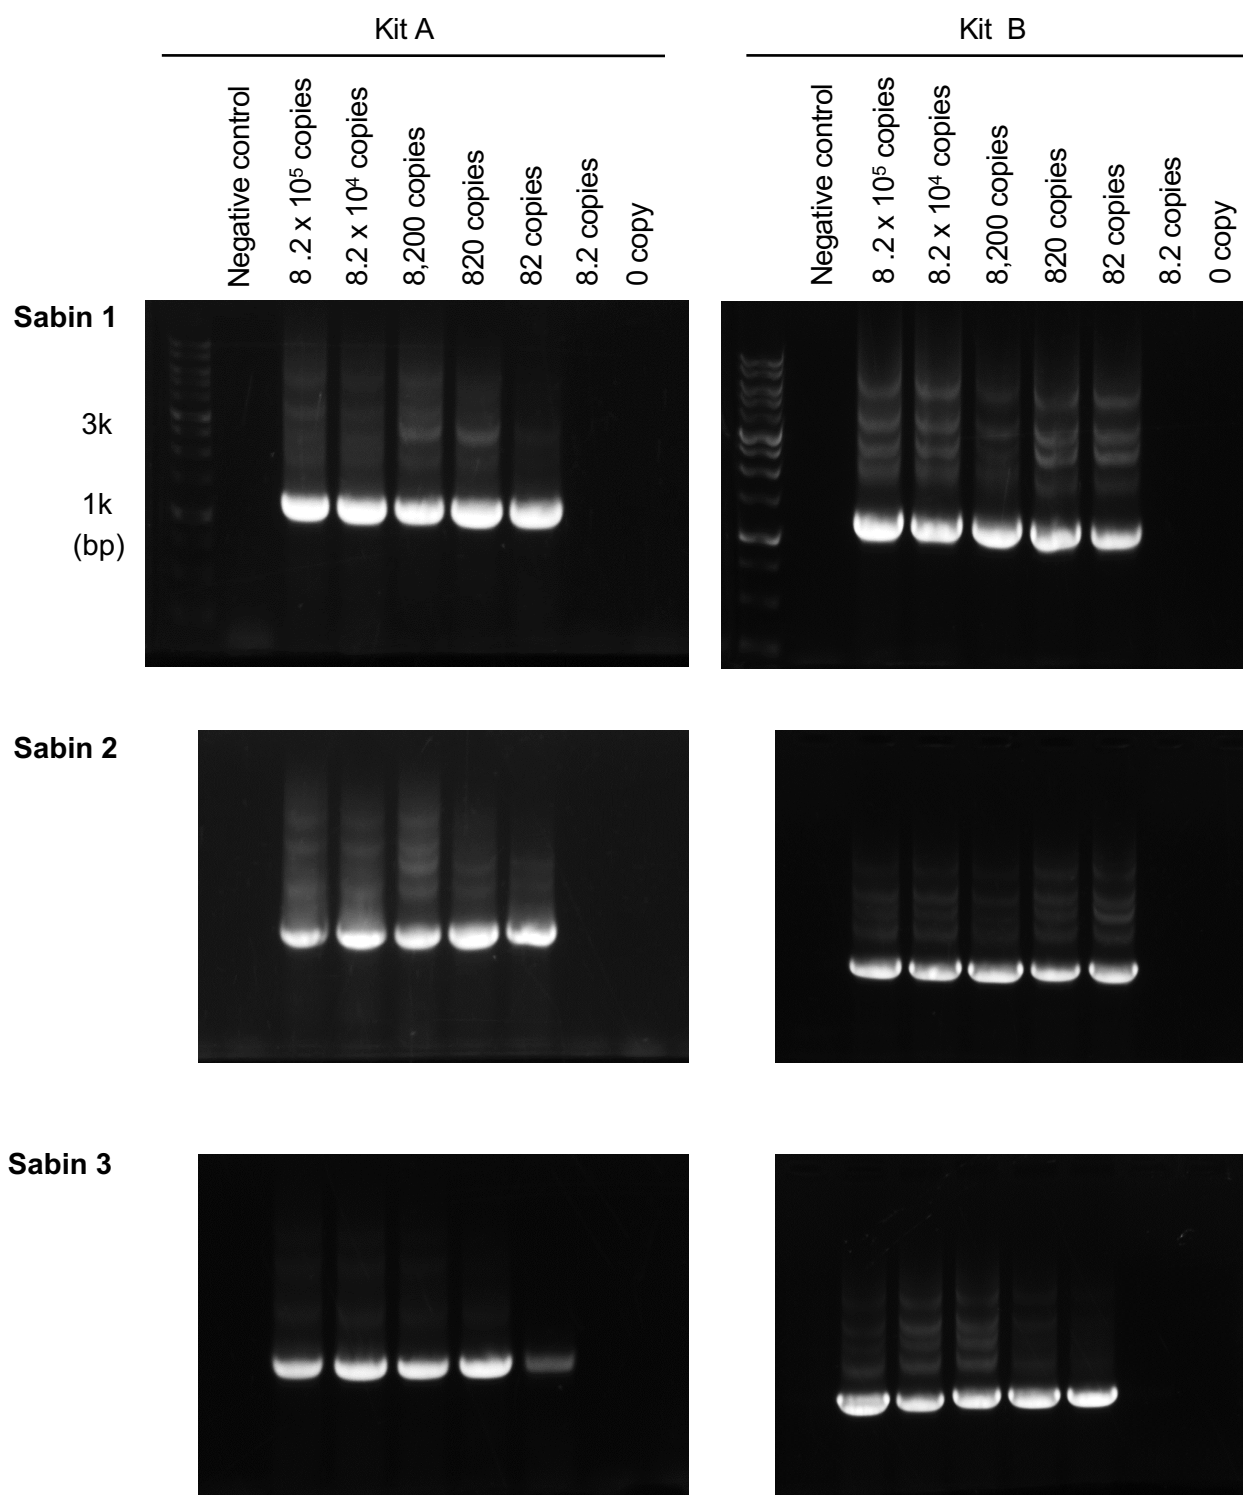 Kit A
Kit B
Negative control
8 .2 x 10⁵ copies
8.2 x 10⁴ copies
8,200 copies
820 copies
82 copies
8.2 copies
0 copy
Negative control
8 .2 x 10⁵ copies
8.2 x 10⁴ copies
8,200 copies
820 copies
82 copies
8.2 copies
0 copy
Sabin 1
3k
1k
(bp)
Sabin 2
Sabin 3